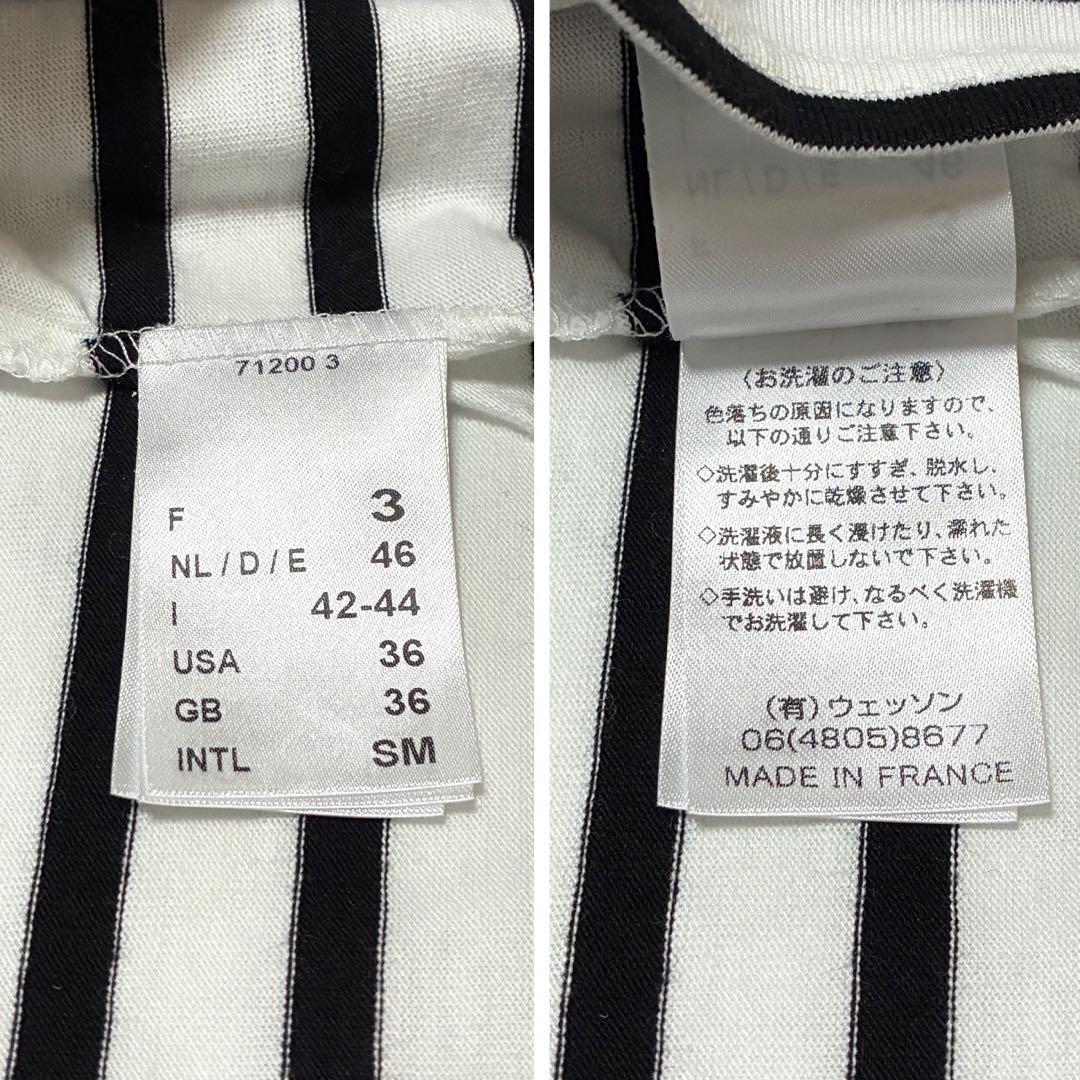 71200 3
F 3
NL / D / E 46
I 42-44
USA 36
GB 36
INTL SM
I
NL / D / E 46
F
〈お洗濯のご注意〉
色落ちの原因になりますので、
以下の通りご注意下さい。
◇洗濯後十分にすすぎ、脱水し、
すみやかに乾燥させて下さい。
◇洗濯液に長く浸けたり、濡れた
状態で放置しないで下さい。
◇手洗いは避け、なるべく洗濯機
でお洗濯して下さい。
(有)ウェッソン
06(4805)8677
MADE IN FRANCE